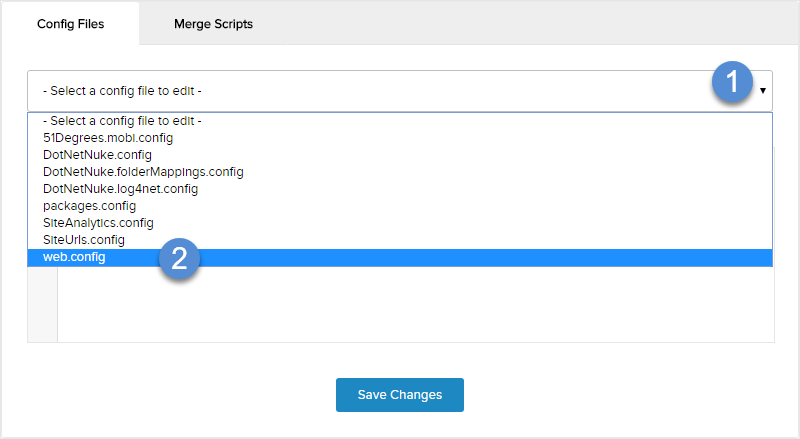 Config Files Merge Scripts
- Select a config file to edit - 1 ▼
- Select a config file to edit -
51Degrees.mobi.config
DotNetNuke.config
DotNetNuke.folderMappings.config
DotNetNuke.log4net.config
packages.config
SiteAnalytics.config
SiteUrls.config
web.config 2
Save Changes